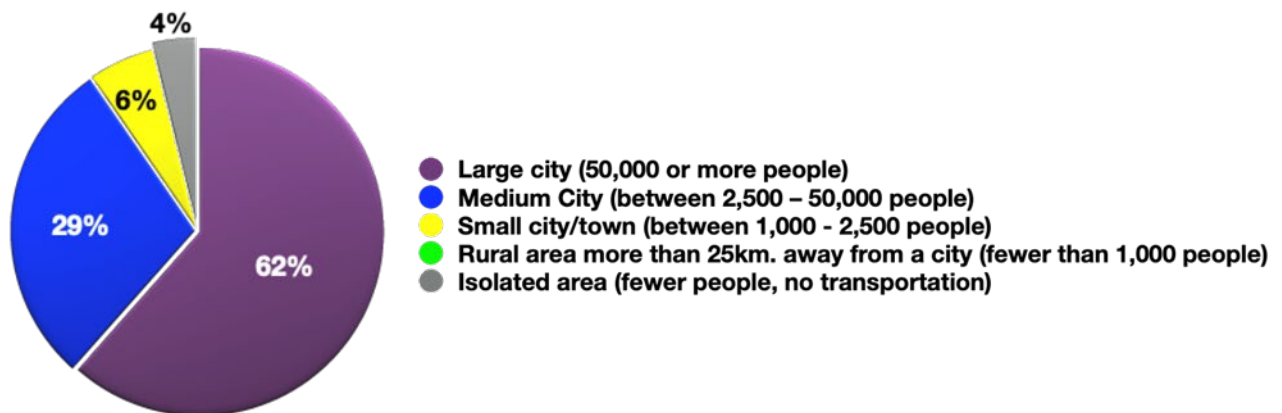 4%
6%
29%
62%
Large city (50,000 or more people)
Medium City (between 2,500 – 50,000 people)
Small city/town (between 1,000 - 2,500 people)
Rural area more than 25km. away from a city (fewer than 1,000 people)
Isolated area (fewer people, no transportation)